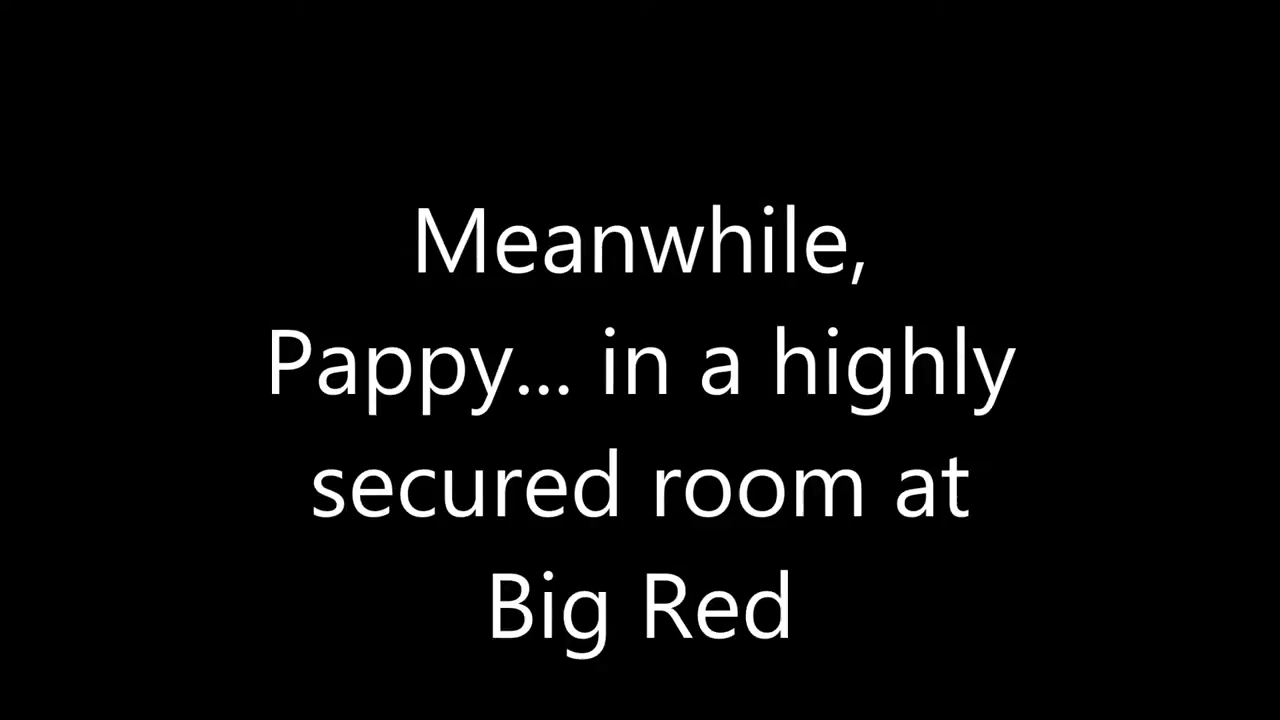 Meanwhile,
Pappy... in a highly
secured room at
Big Red